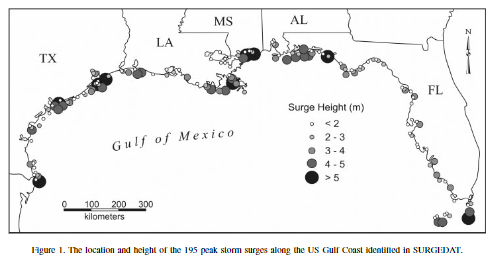 MS
AL
TX
LA
N
FL
Surge Height (m)
< 2
2 - 3
3 - 4
4 - 5
> 5
Gulf of Mexico
0 100 200 300
kilometers
Figure 1. The location and height of the 195 peak storm surges along the US Gulf Coast identified in SURGEDAT.